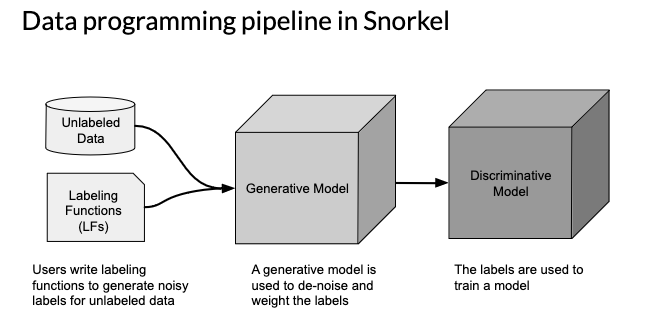 Data programming pipeline in Snorkel
Unlabeled
Data
Labeling
Functions
(LFs)
Generative Model
Discriminative
Model
Users write labeling
functions to generate noisy
labels for unlabeled data
A generative model is
used to de-noise and
weight the labels
The labels are used to
train a model